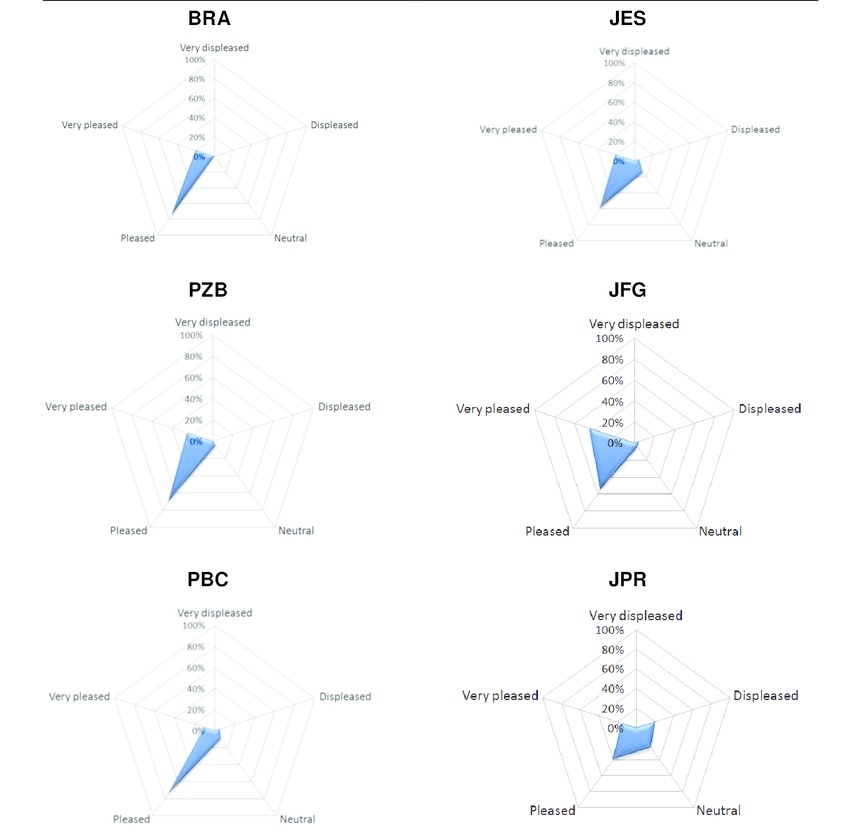 BRA
Very displeased
100%
80%
60%
40%
20%
0%
Very pleased
Displeased
Pleased
Neutral
JES
Very displeased
100%
80%
60%
40%
20%
0%
Very pleased
Displeased
Pleased
Neutral
PZB
Very displeased
100%
80%
60%
40%
20%
0%
Very pleased
Displeased
Pleased
Neutral
JFG
Very displeased
100%
80%
60%
40%
20%
0%
Very pleased
Displeased
Pleased
Neutral
PBC
Very displeased
100%
80%
60%
40%
20%
0%
Very pleased
Displeased
Pleased
Neutral
JPR
Very displeased
100%
80%
60%
40%
20%
0%
Very pleased
Displeased
Pleased
Neutral